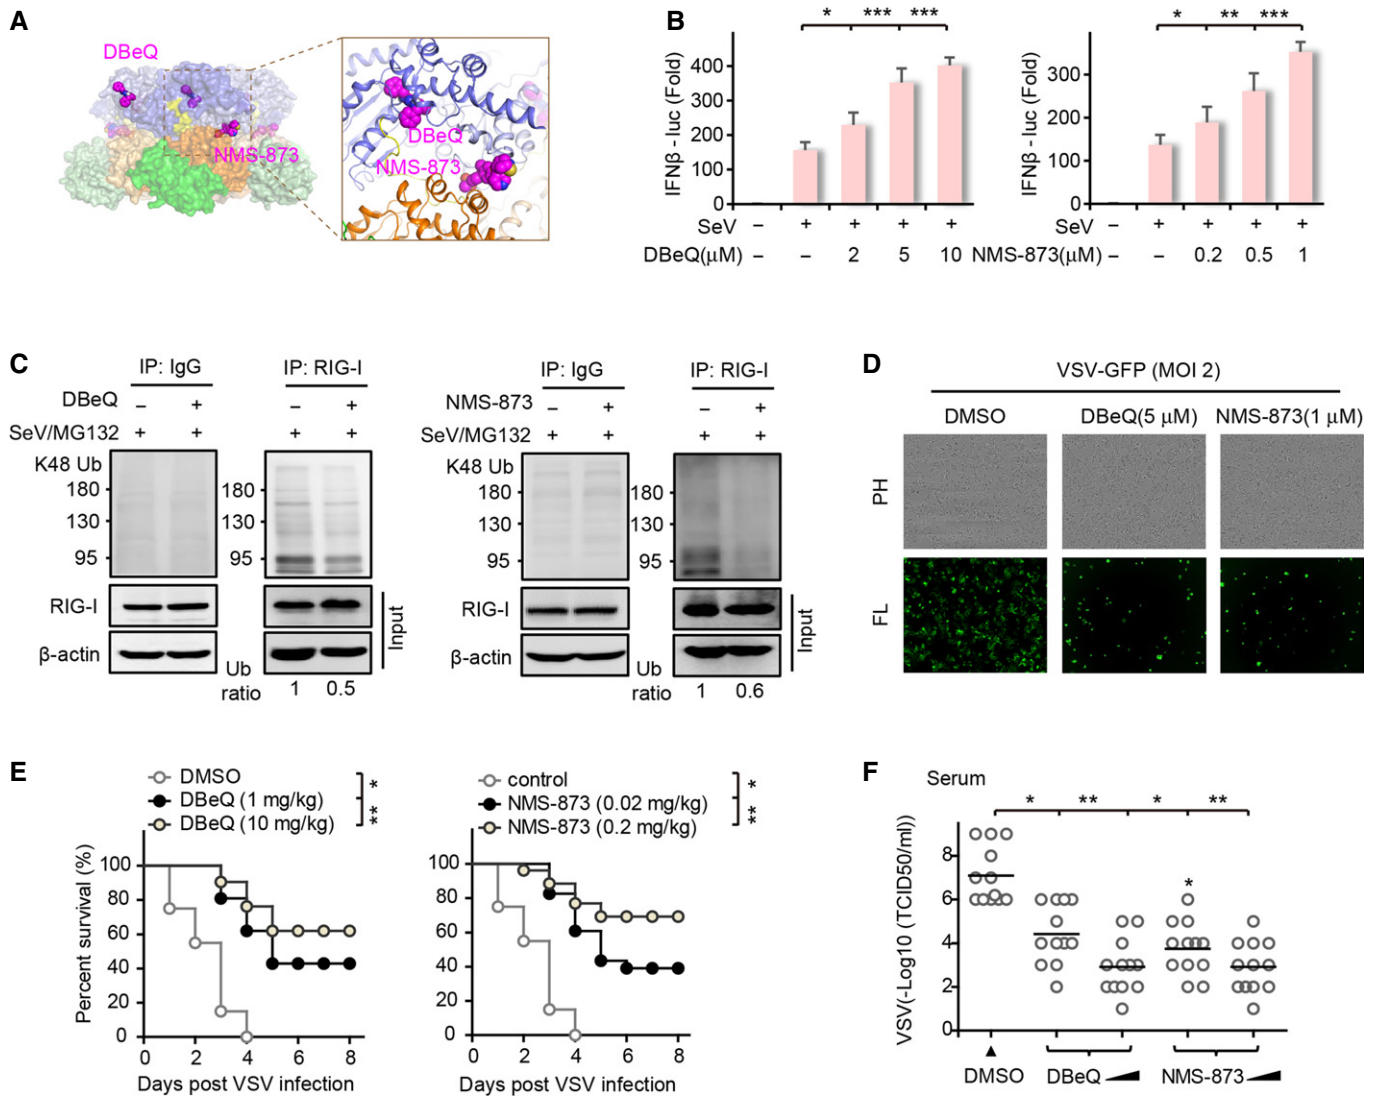 A
DBeQ
NMS-873
DBeQ
NMS-873
B
* *** ***
IFNβ - luc (Fold)
400
300
200
100
0
SeV – + + + +
DBeQ(μM) – – 2 5 10
* ** ***
IFNβ - luc (Fold)
300
200
100
0
– + + + +
NMS-873(μM) – – 0.2 0.5 1
C
IP: IgG IP: RIG-I
DBeQ – + – +
SeV/MG132 + + + +
K48 Ub
180 180
130 130
95 95
RIG-I
β-actin
Input
Ub
ratio 1 0.5
IP: IgG IP: RIG-I
NMS-873 – + – +
SeV/MG132 + + + +
K48 Ub
180 180
130 130
95 95
RIG-I
β-actin
Input
Ub
ratio 1 0.6
D
VSV-GFP (MOI 2)
DMSO DBeQ(5 μM) NMS-873(1 μM)
PH
FL
E
DMSO
DBeQ (1 mg/kg)
DBeQ (10 mg/kg)
*
**
Percent survival (%)
100
80
60
40
20
0
0 2 4 6 8
Days post VSV infection
control
NMS-873 (0.02 mg/kg)
NMS-873 (0.2 mg/kg)
*
**
100
80
60
40
20
0
0 2 4 6 8
Days post VSV infection
F
Serum
* ** * **
*
VSV(-Log10 (TCID50/ml))
8
6
4
2
0
DMSO DBeQ NMS-873